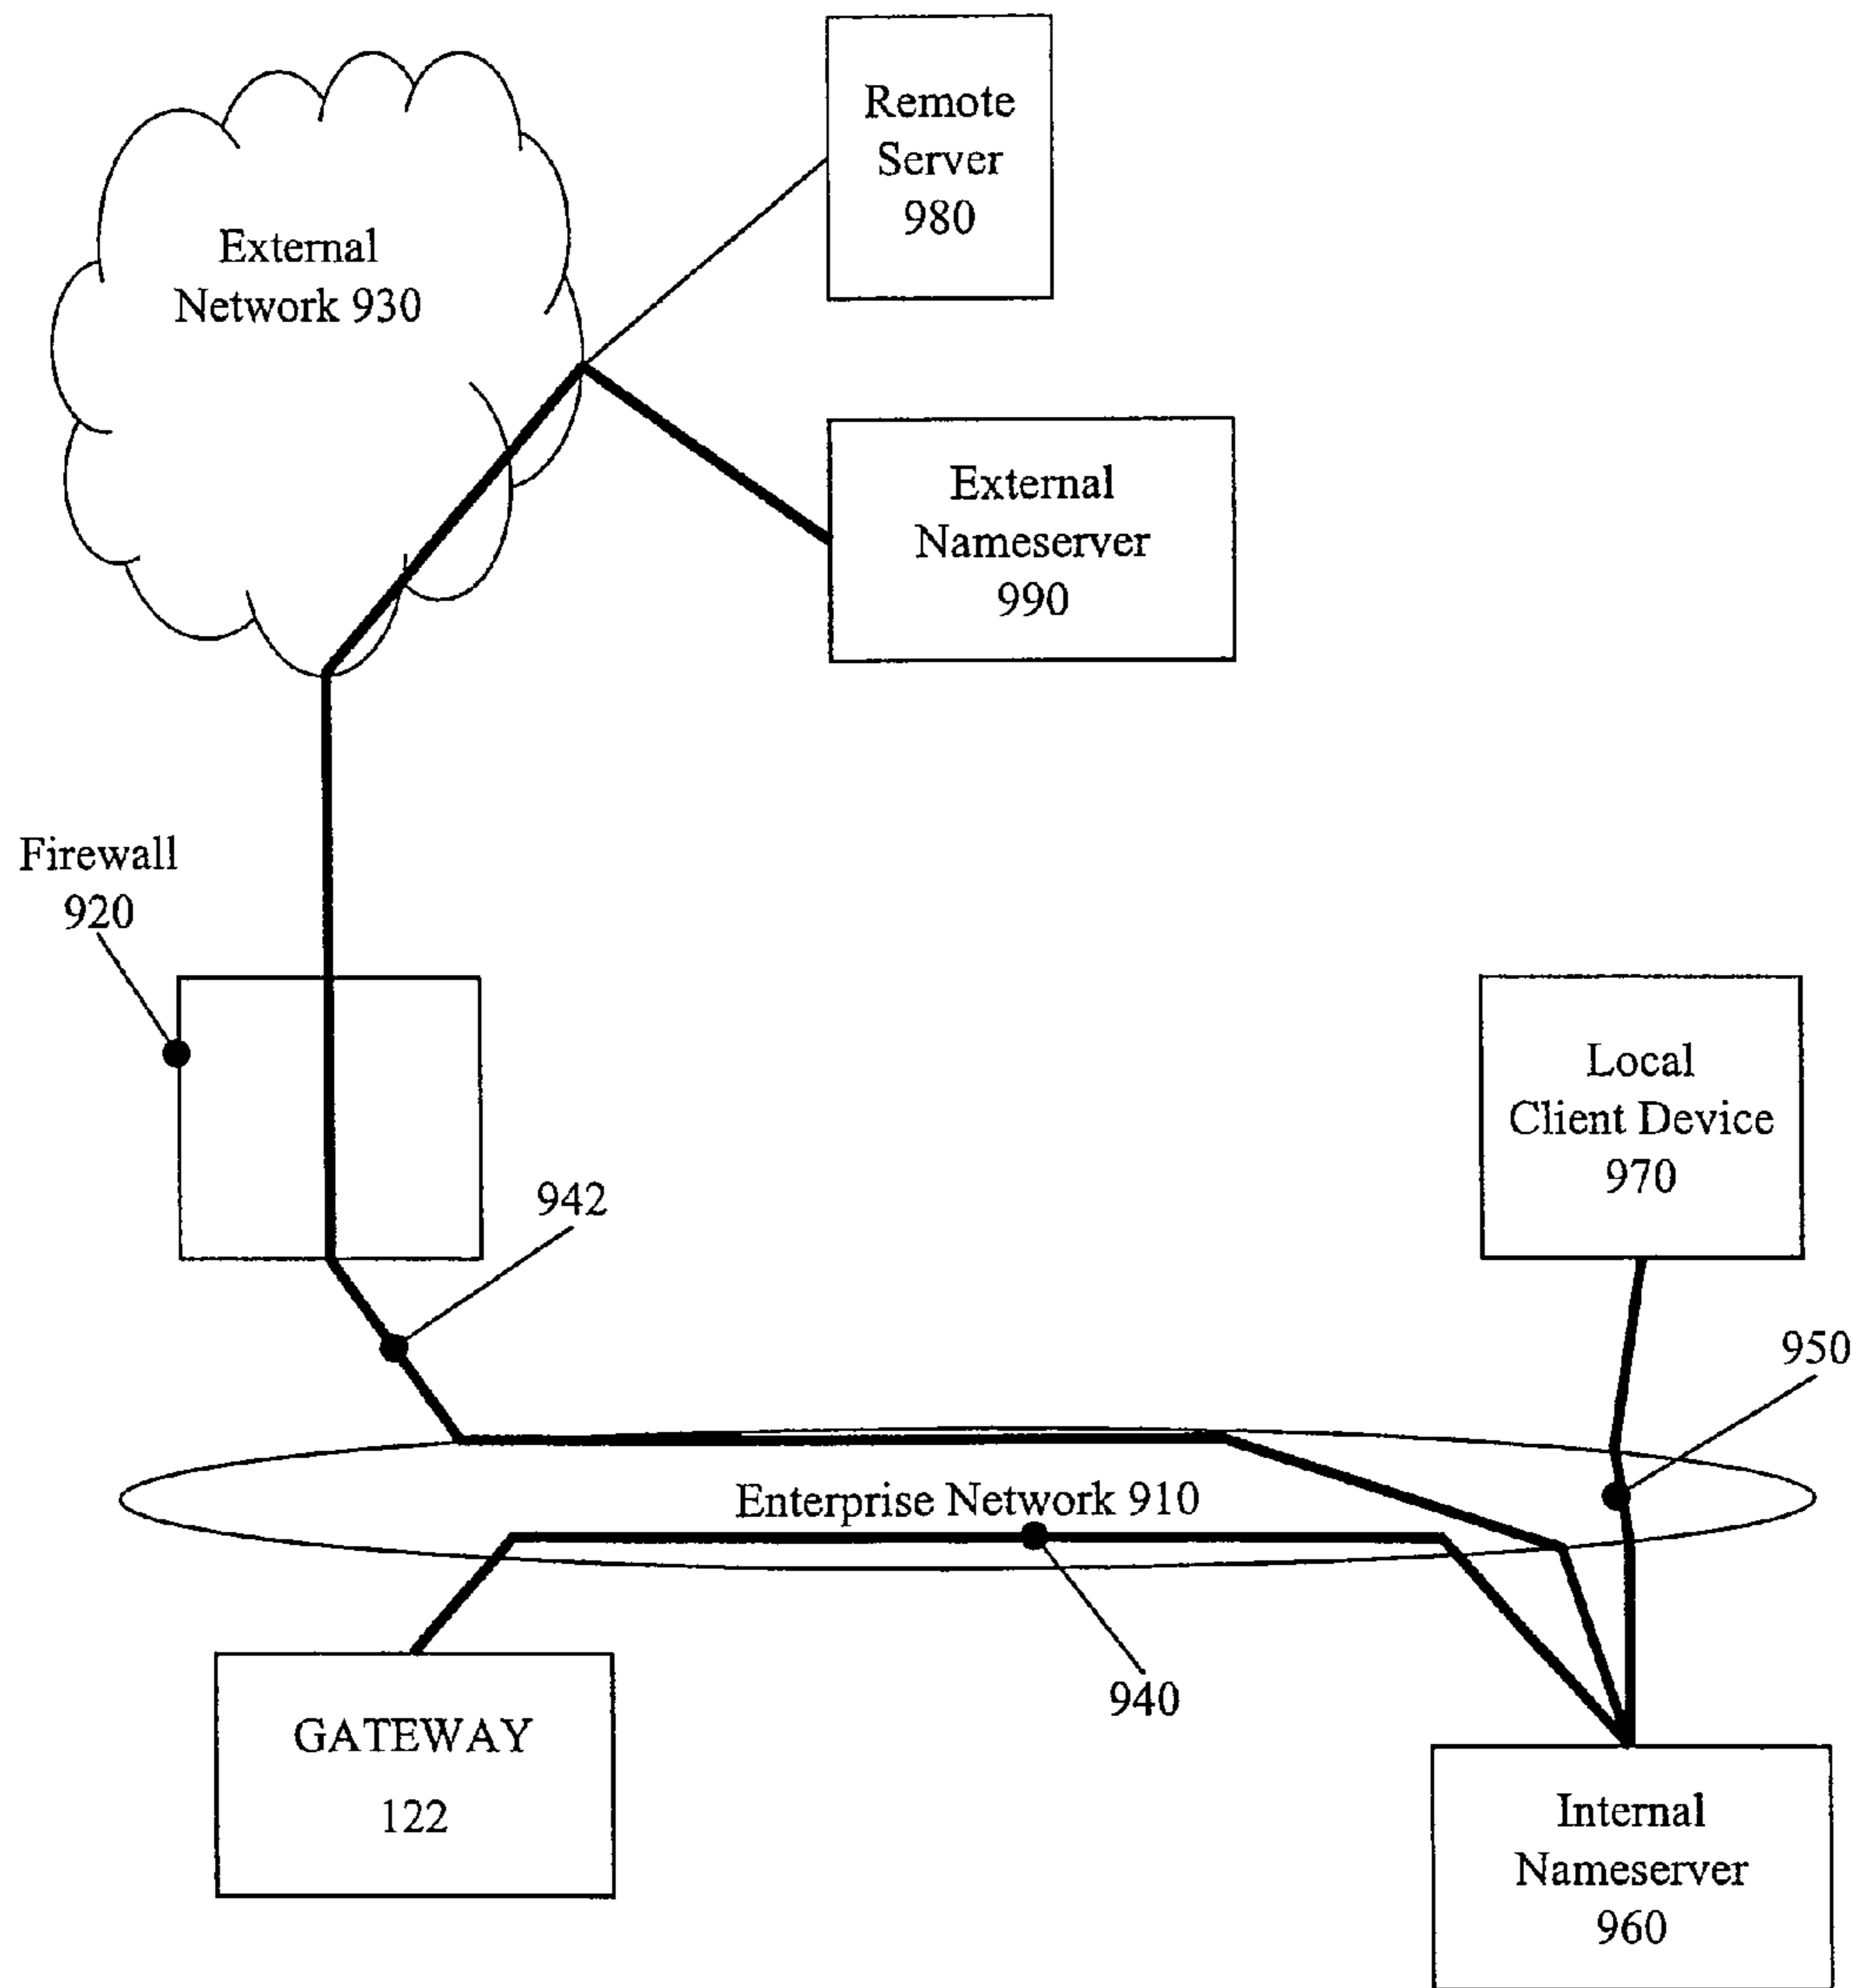 Remote
Server
980
External
Network 930
External
Nameserver
990
Firewall
920
942
Local
Client Device
970
950
Enterprise Network 910
940
GATEWAY
122
Internal
Nameserver
960